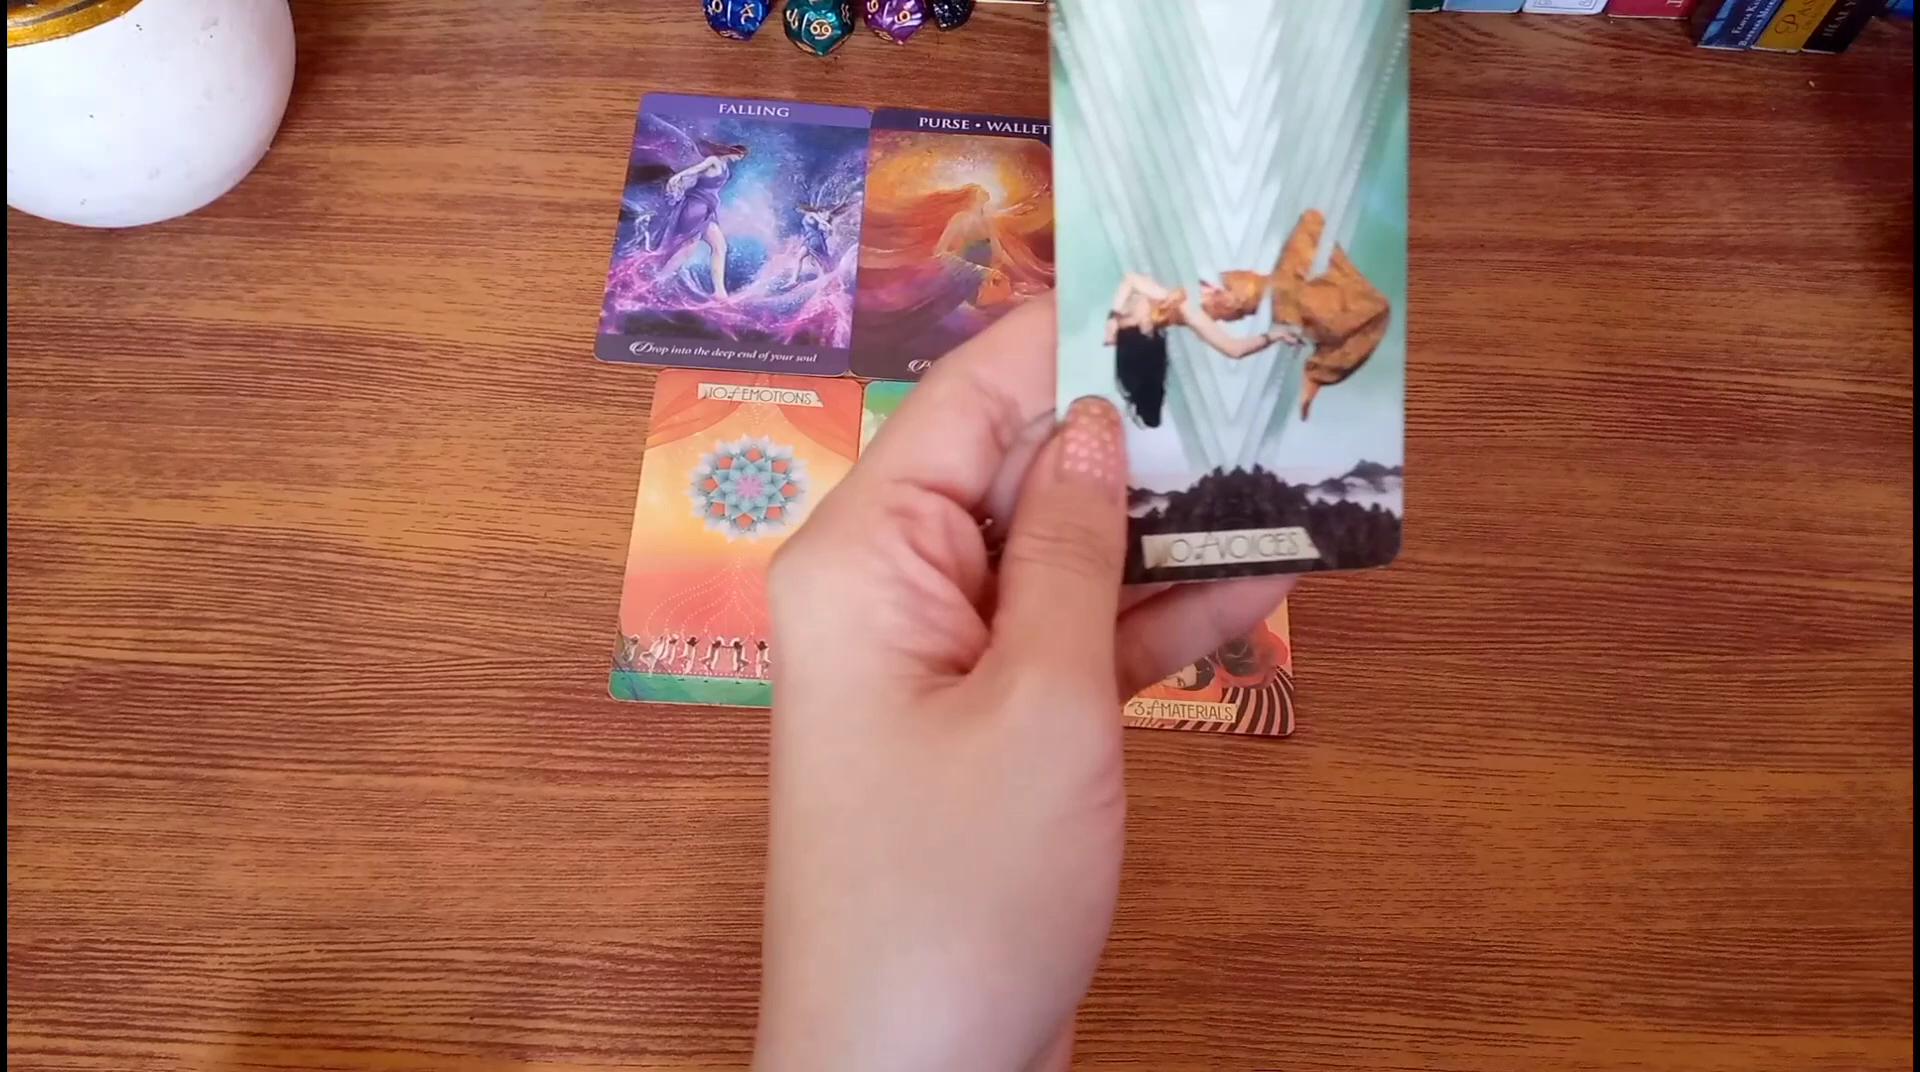 FALLING
PURSE • WALLET
Drop into the deep end of your soul
10 of EMOTIONS
10 of VOICES
3 of MATERIALS